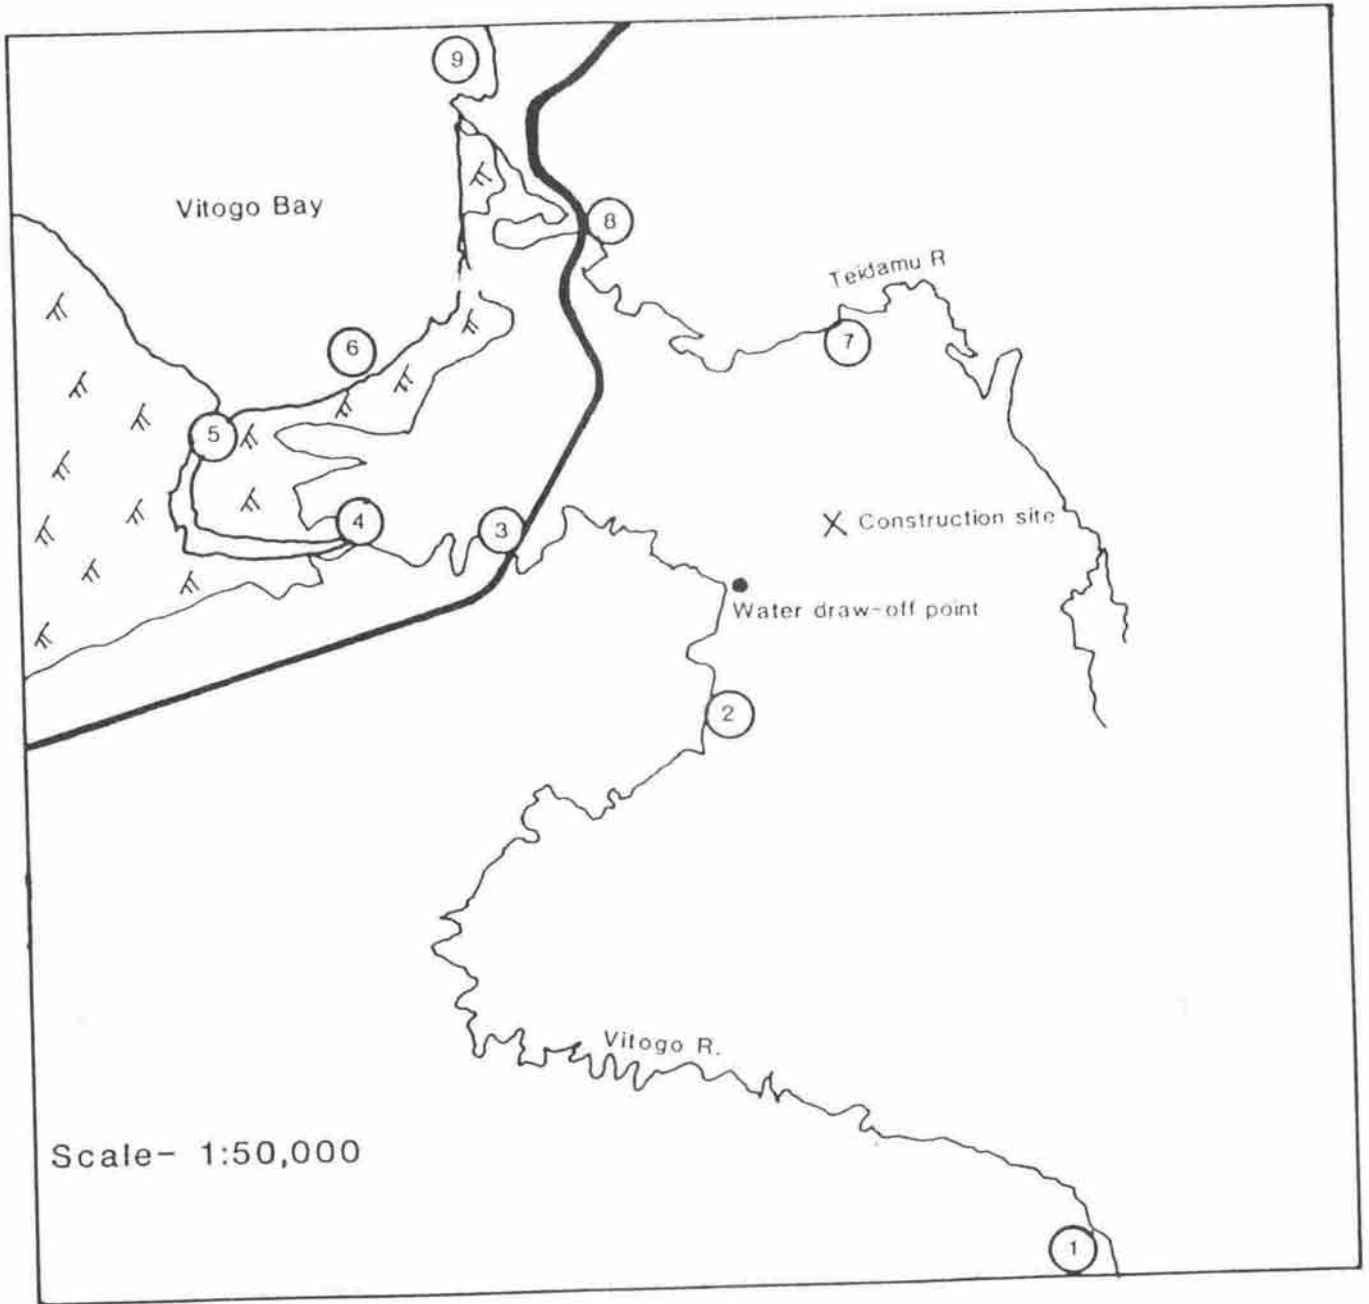 9
Vitogo Bay
8
Teidamu R
7
6
5
4
3
Construction site
Water draw-off point
2
Vitogo R.
Scale- 1:50,000
1